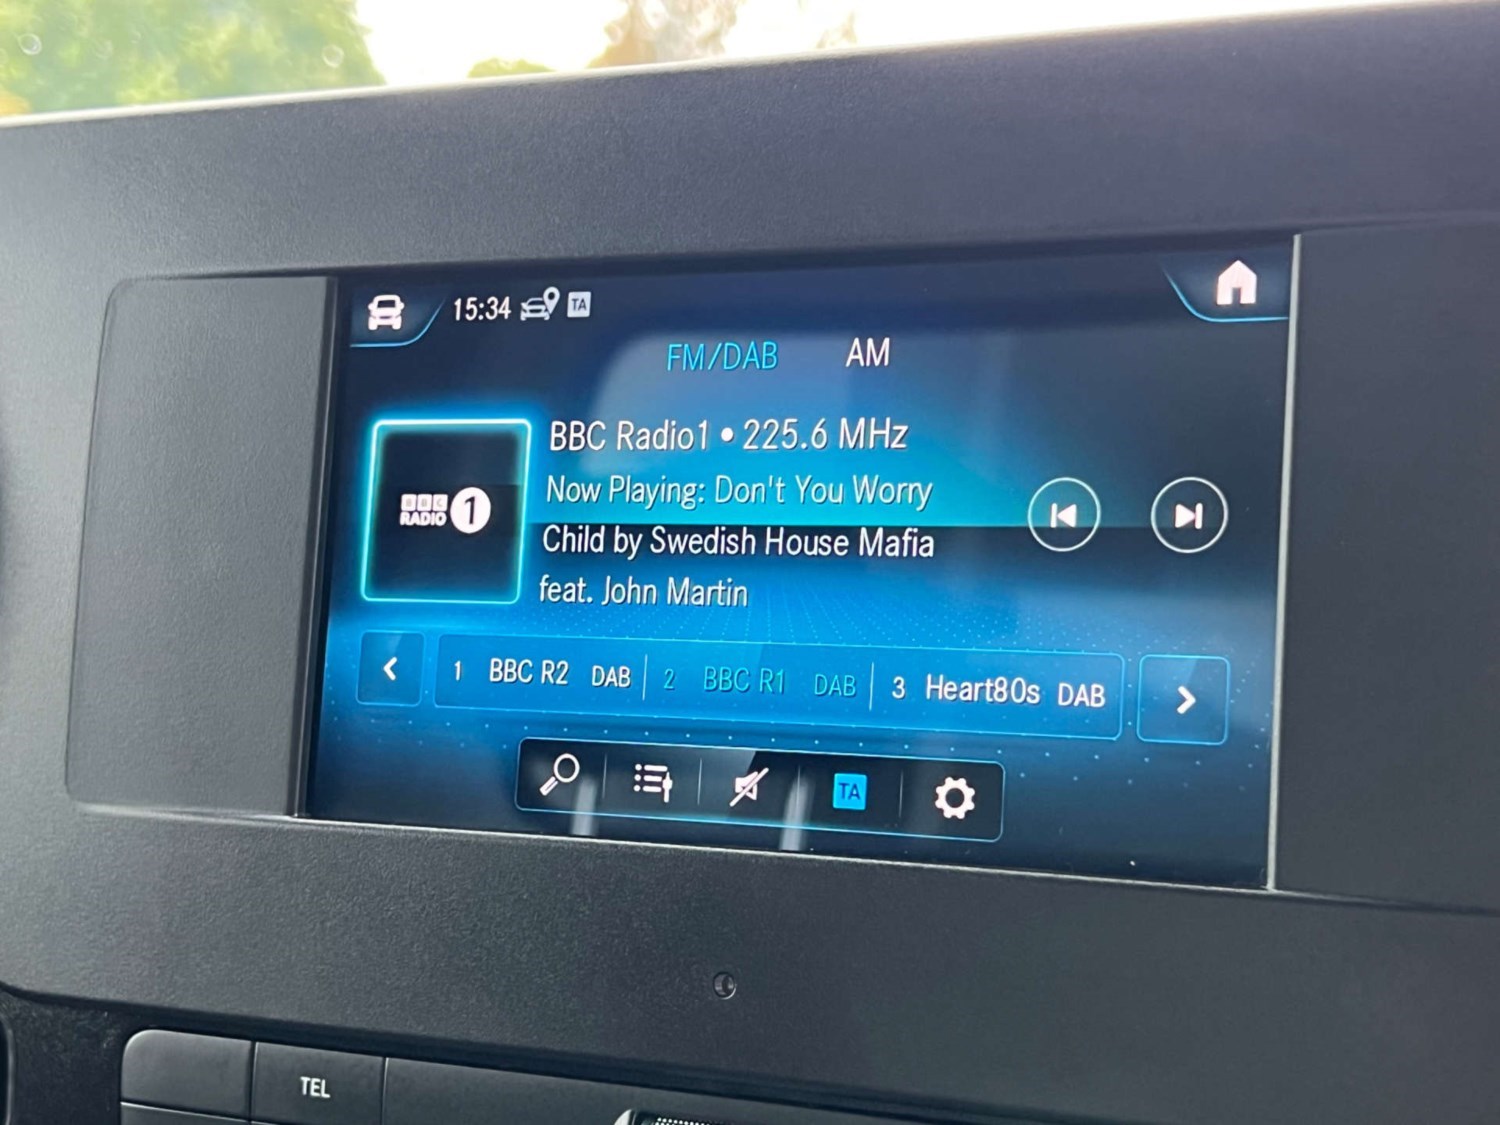 15:34 TA
FM/DAB AM
BBC Radio1 • 225.6 MHz
BBC
RADIO 1
Now Playing: Don't You Worry
Child by Swedish House Mafia
feat. John Martin
1 BBC R2 DAB 2 BBC R1 DAB 3 Heart80s DAB
TA
TEL